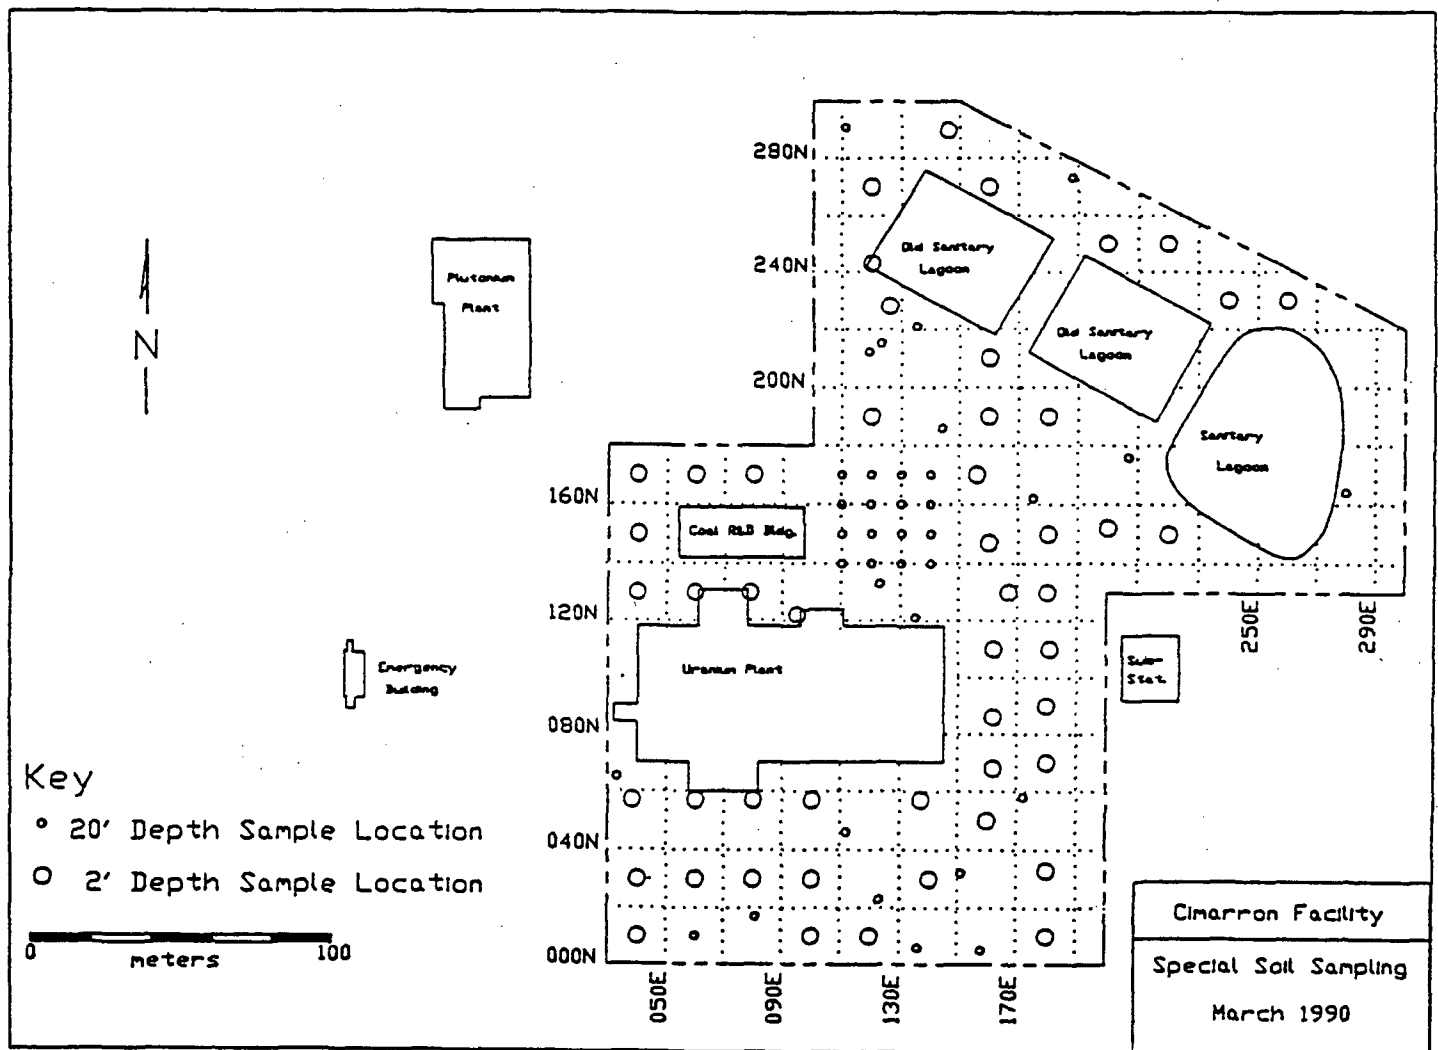 280N
240N
200N
160N
120N
080N
040N
000N
050E
090E
130E
170E
250E
290E
Old Sanitary
Lagoon
Old Sanitary
Lagoon
Sanitary
Lagoon
Plutonium
Plant
N
Coal R&D Bldg.
Uranium Plant
Emergency
Building
Sub-
Stat.
Key
20' Depth Sample Location
2' Depth Sample Location
0 100
meters
Cimarron Facility
Special Soil Sampling
March 1990